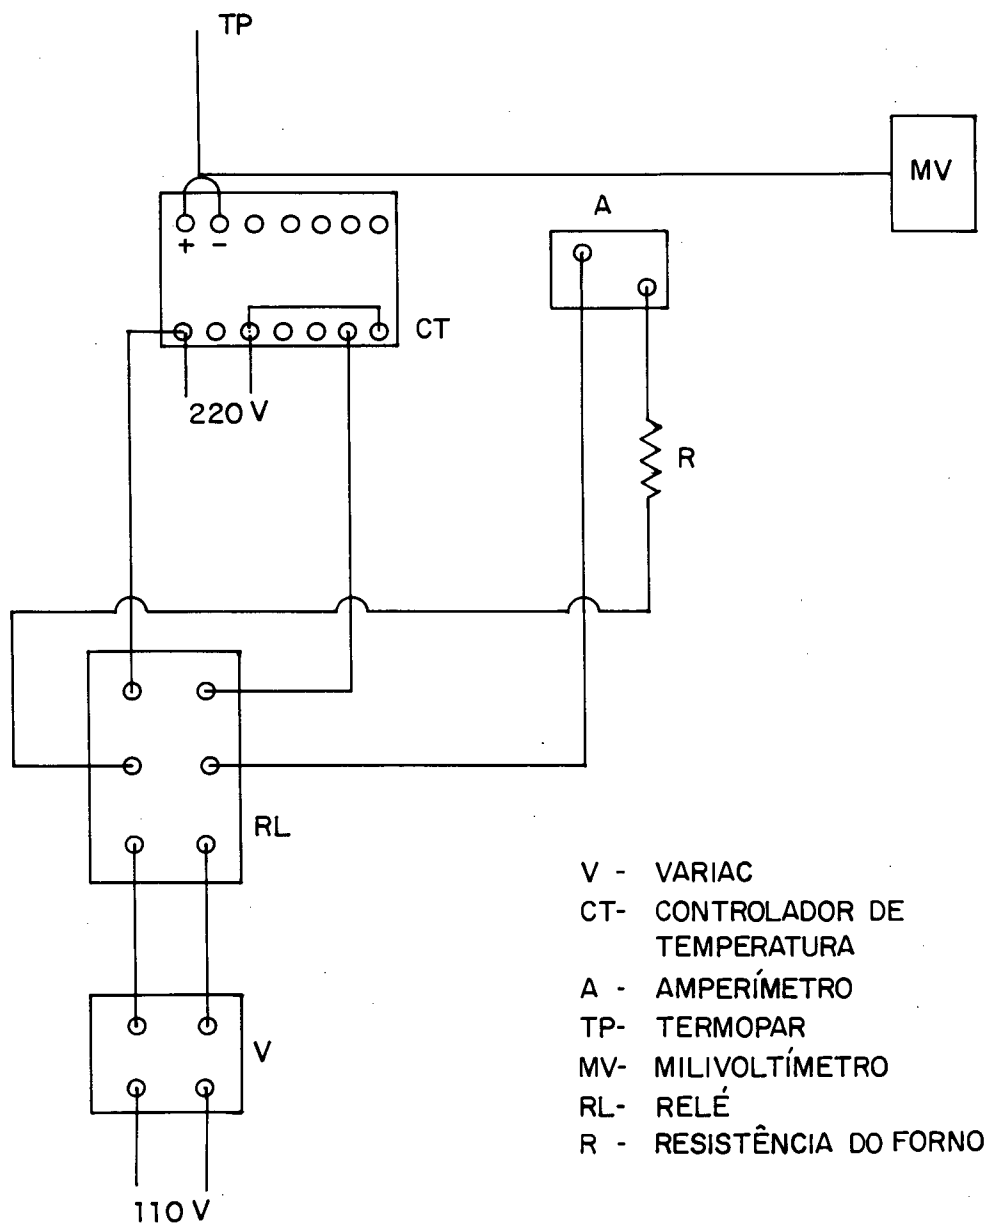 TP
MV
A
+ -
CT
220 V
R
RL
V - VARIAC
CT- CONTROLADOR DE
TEMPERATURA
A - AMPERÍMETRO
TP- TERMOPAR
MV- MILIVOLTÍMETRO
RL- RELÉ
R - RESISTÊNCIA DO FORNO
V
110 V